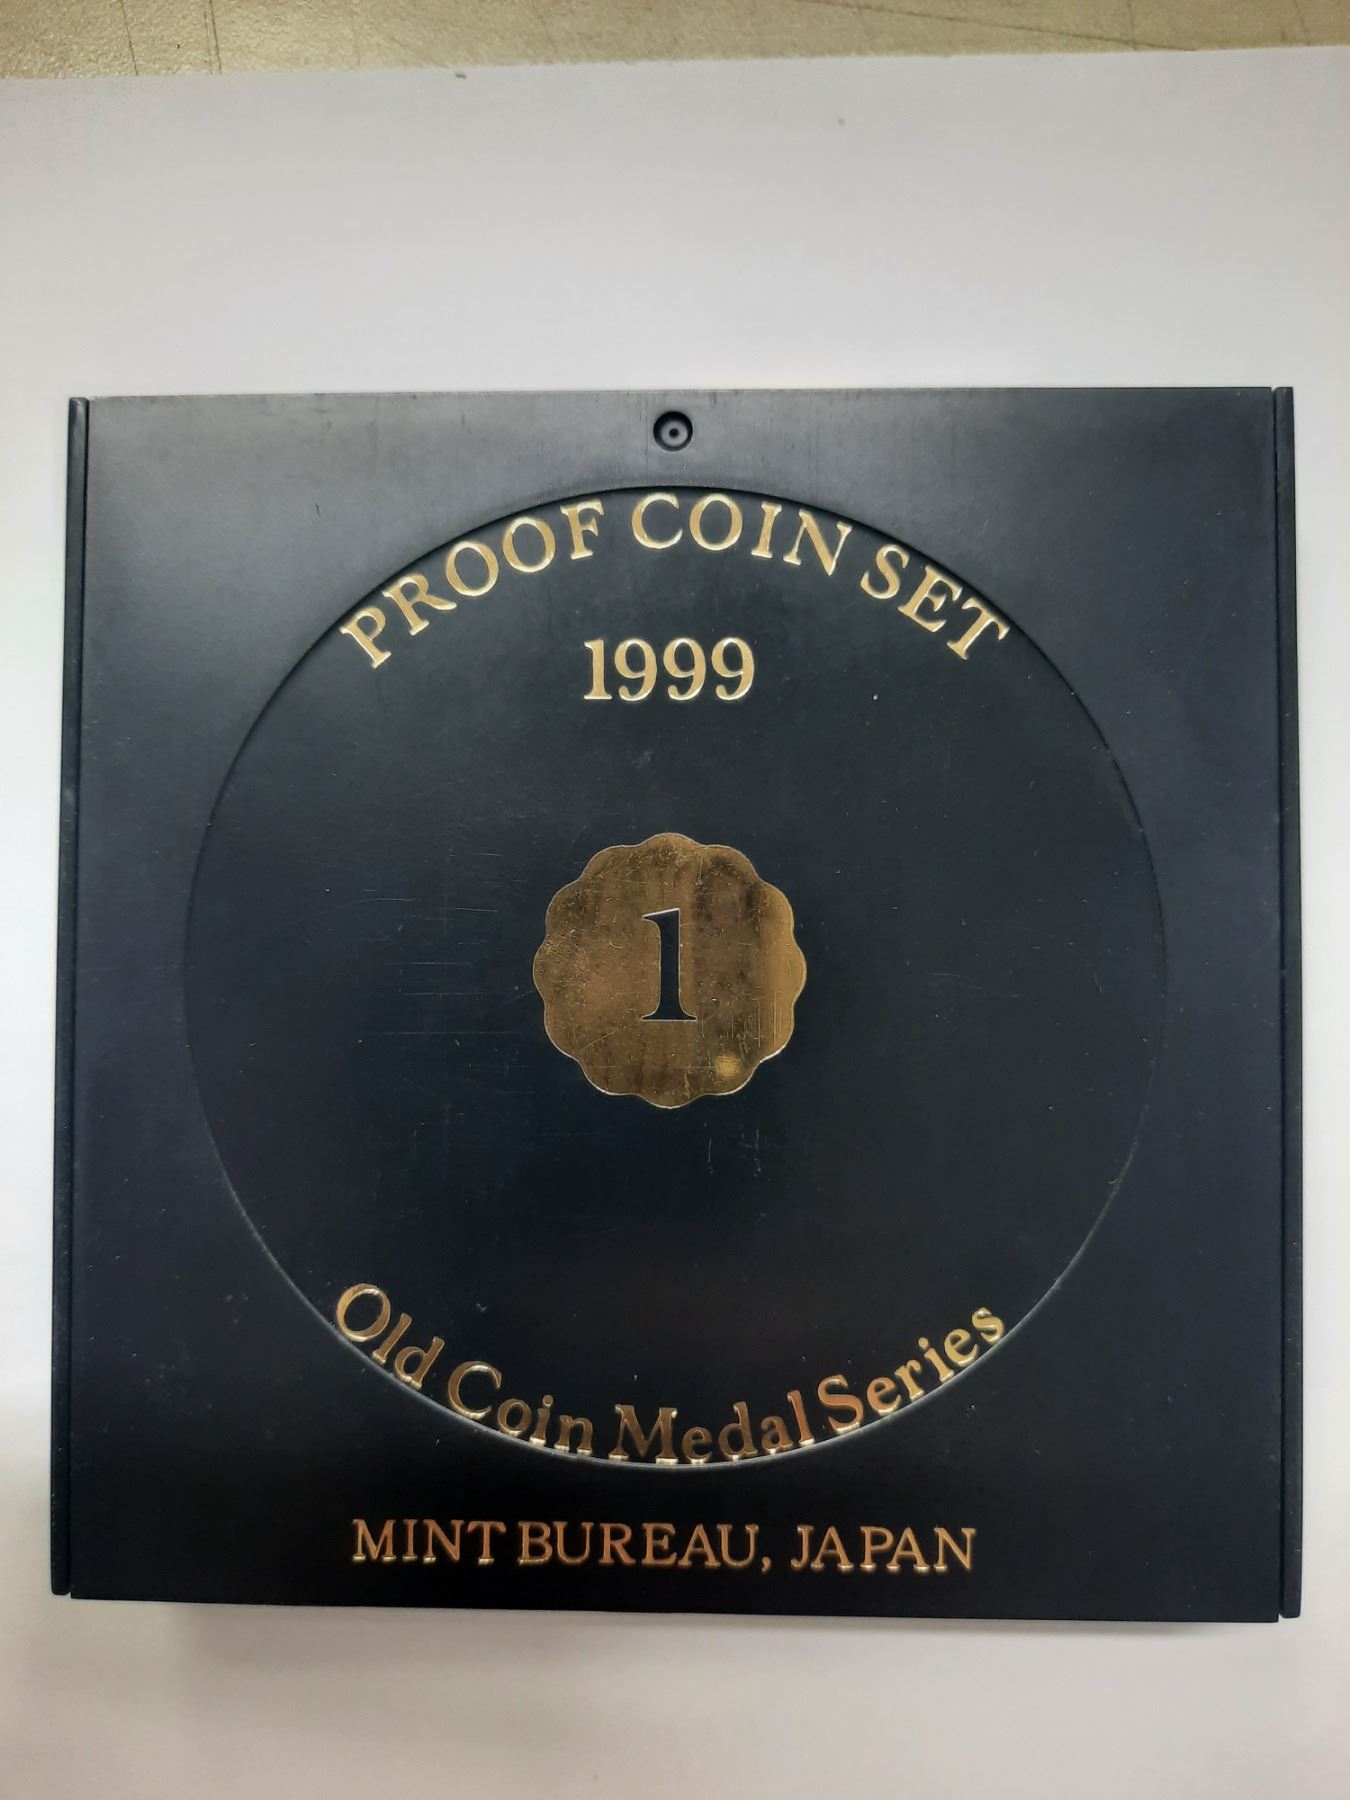 PROOF COIN SET
1999
1
Old Coin Medal Series
MINT BUREAU, JAPAN